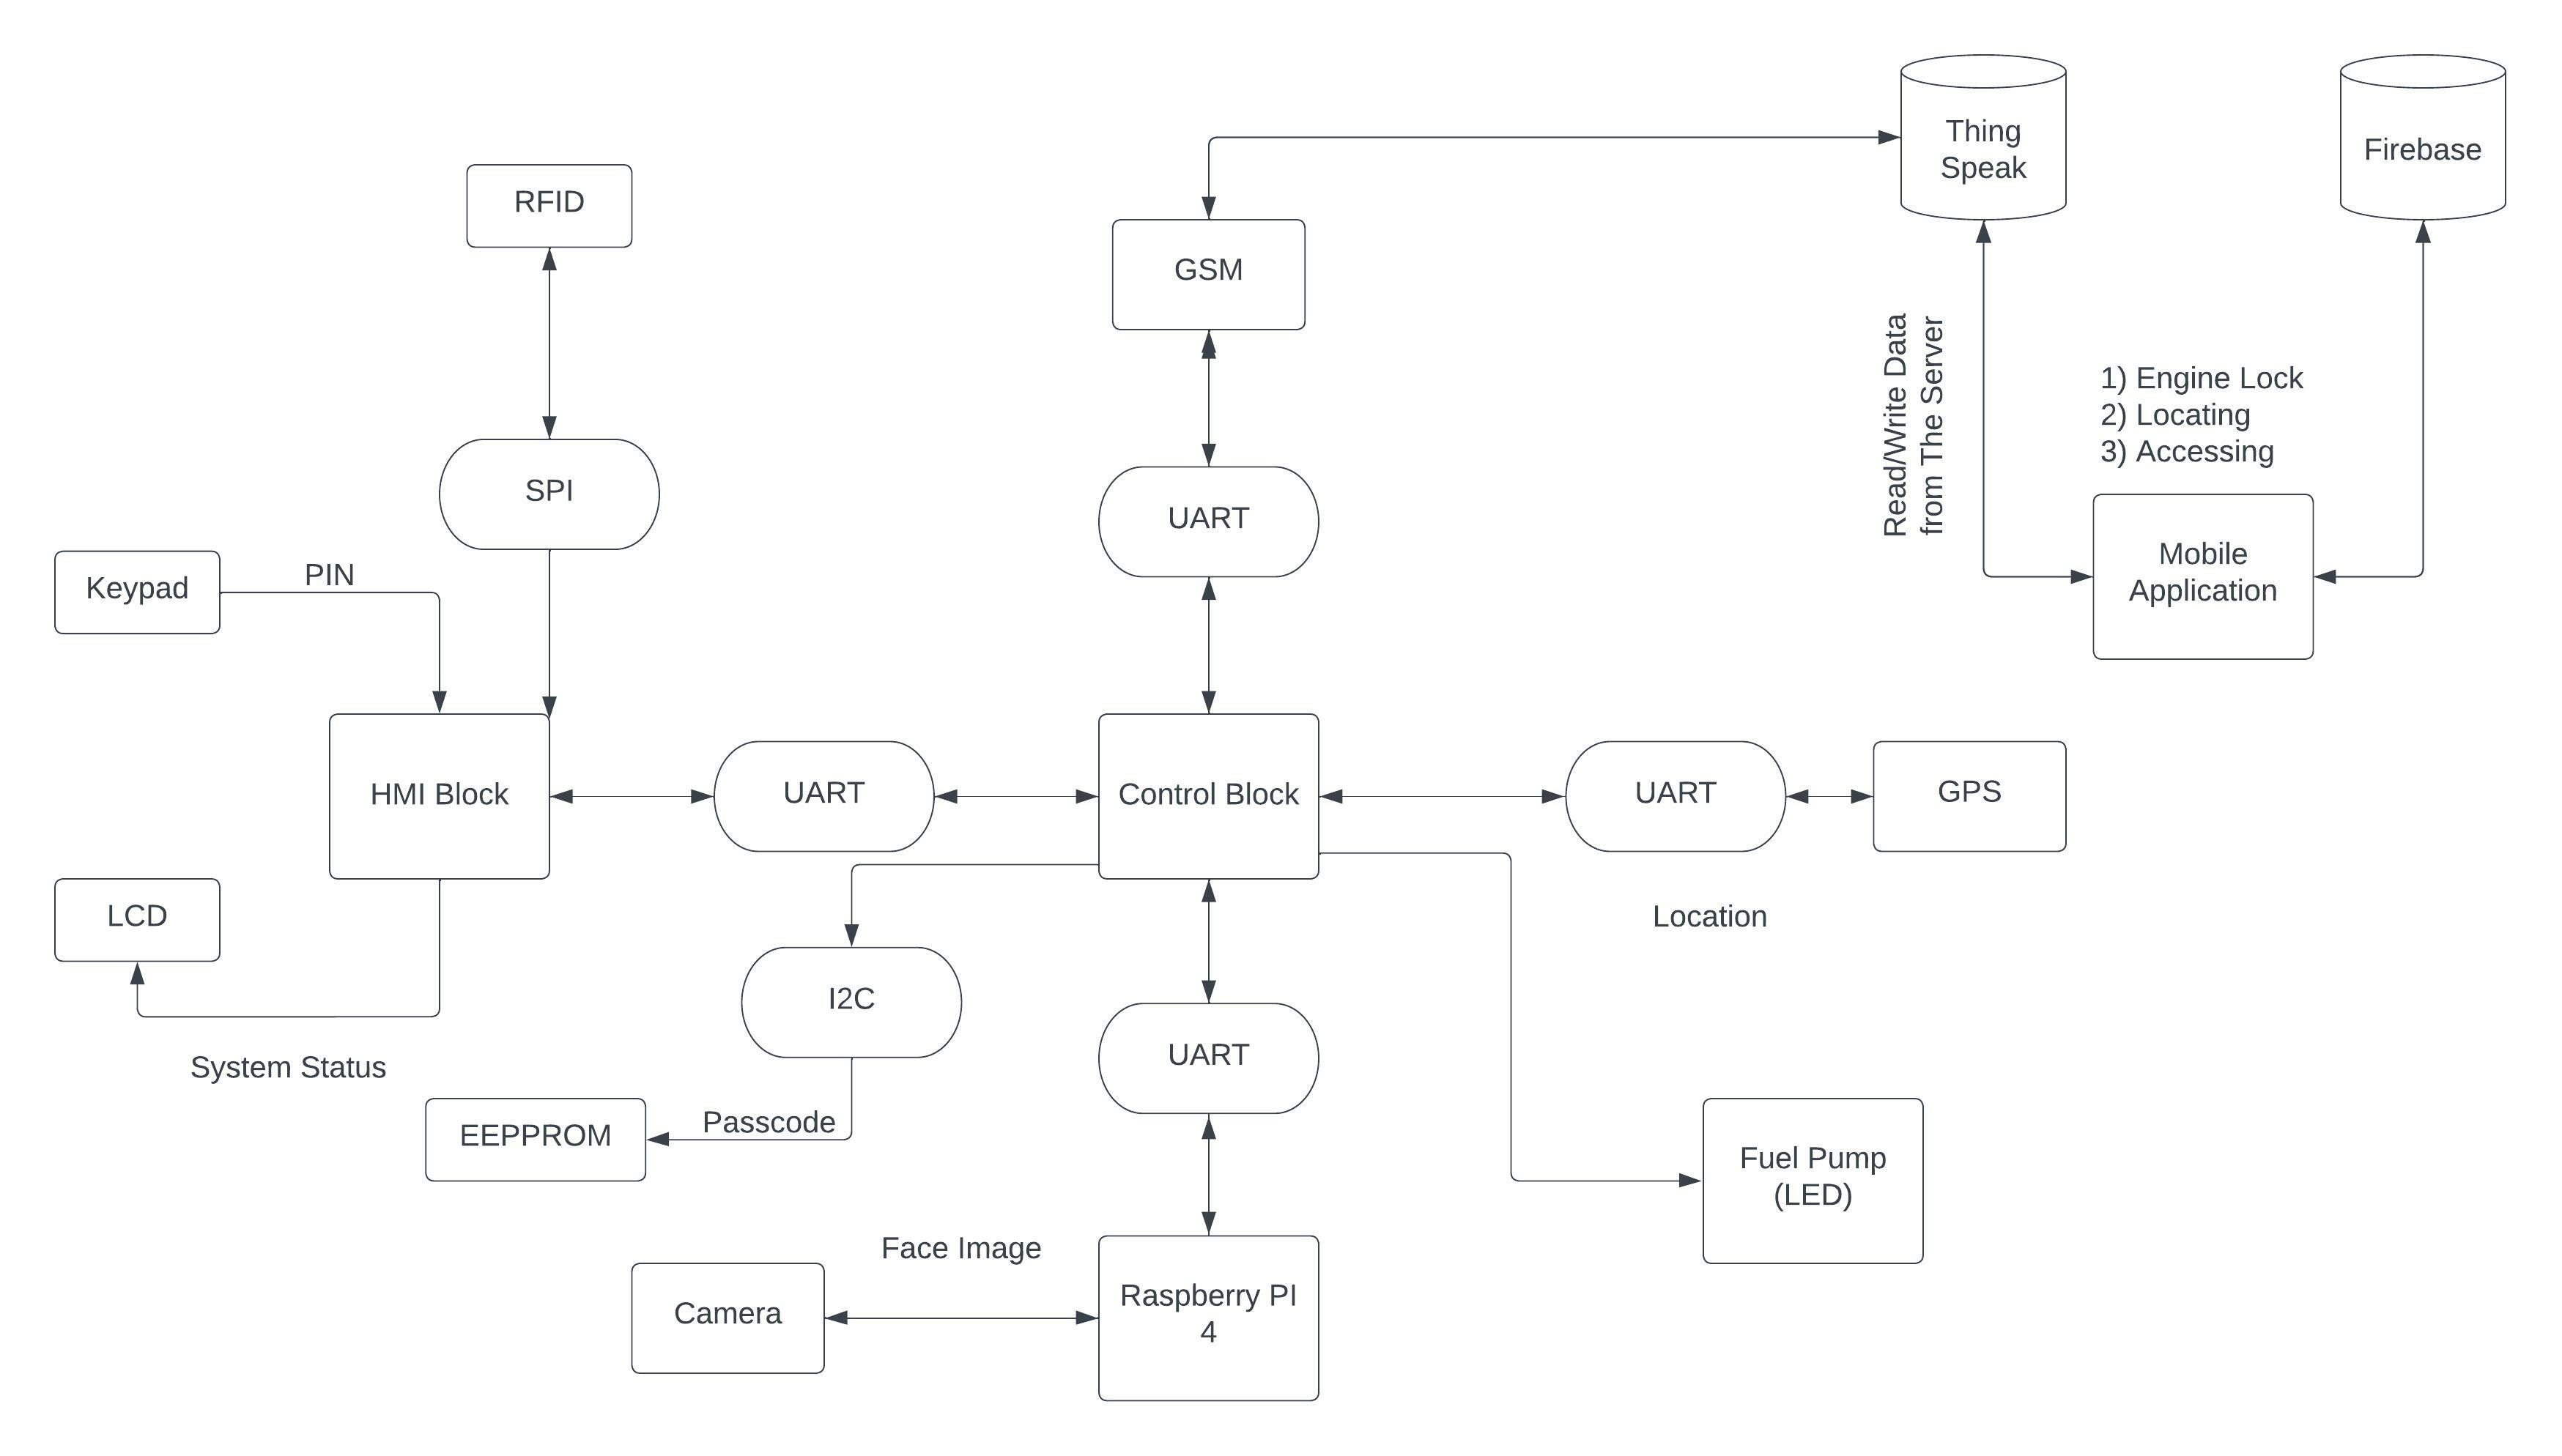 Thing
Speak
Firebase
RFID
GSM
Read/Write Data
from The Server
1) Engine Lock
2) Locating
3) Accessing
SPI
UART
Keypad
PIN
Mobile
Application
HMI Block
UART
Control Block
UART
GPS
LCD
Location
I2C
System Status
UART
EEPPROM
Passcode
Fuel Pump
(LED)
Face Image
Camera
Raspberry PI
4